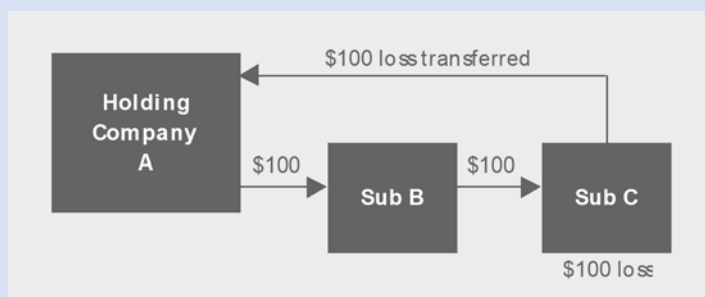 $100 loss transferred
Holding
Company
A
$100
$100
Sub B
Sub C
$100 loss